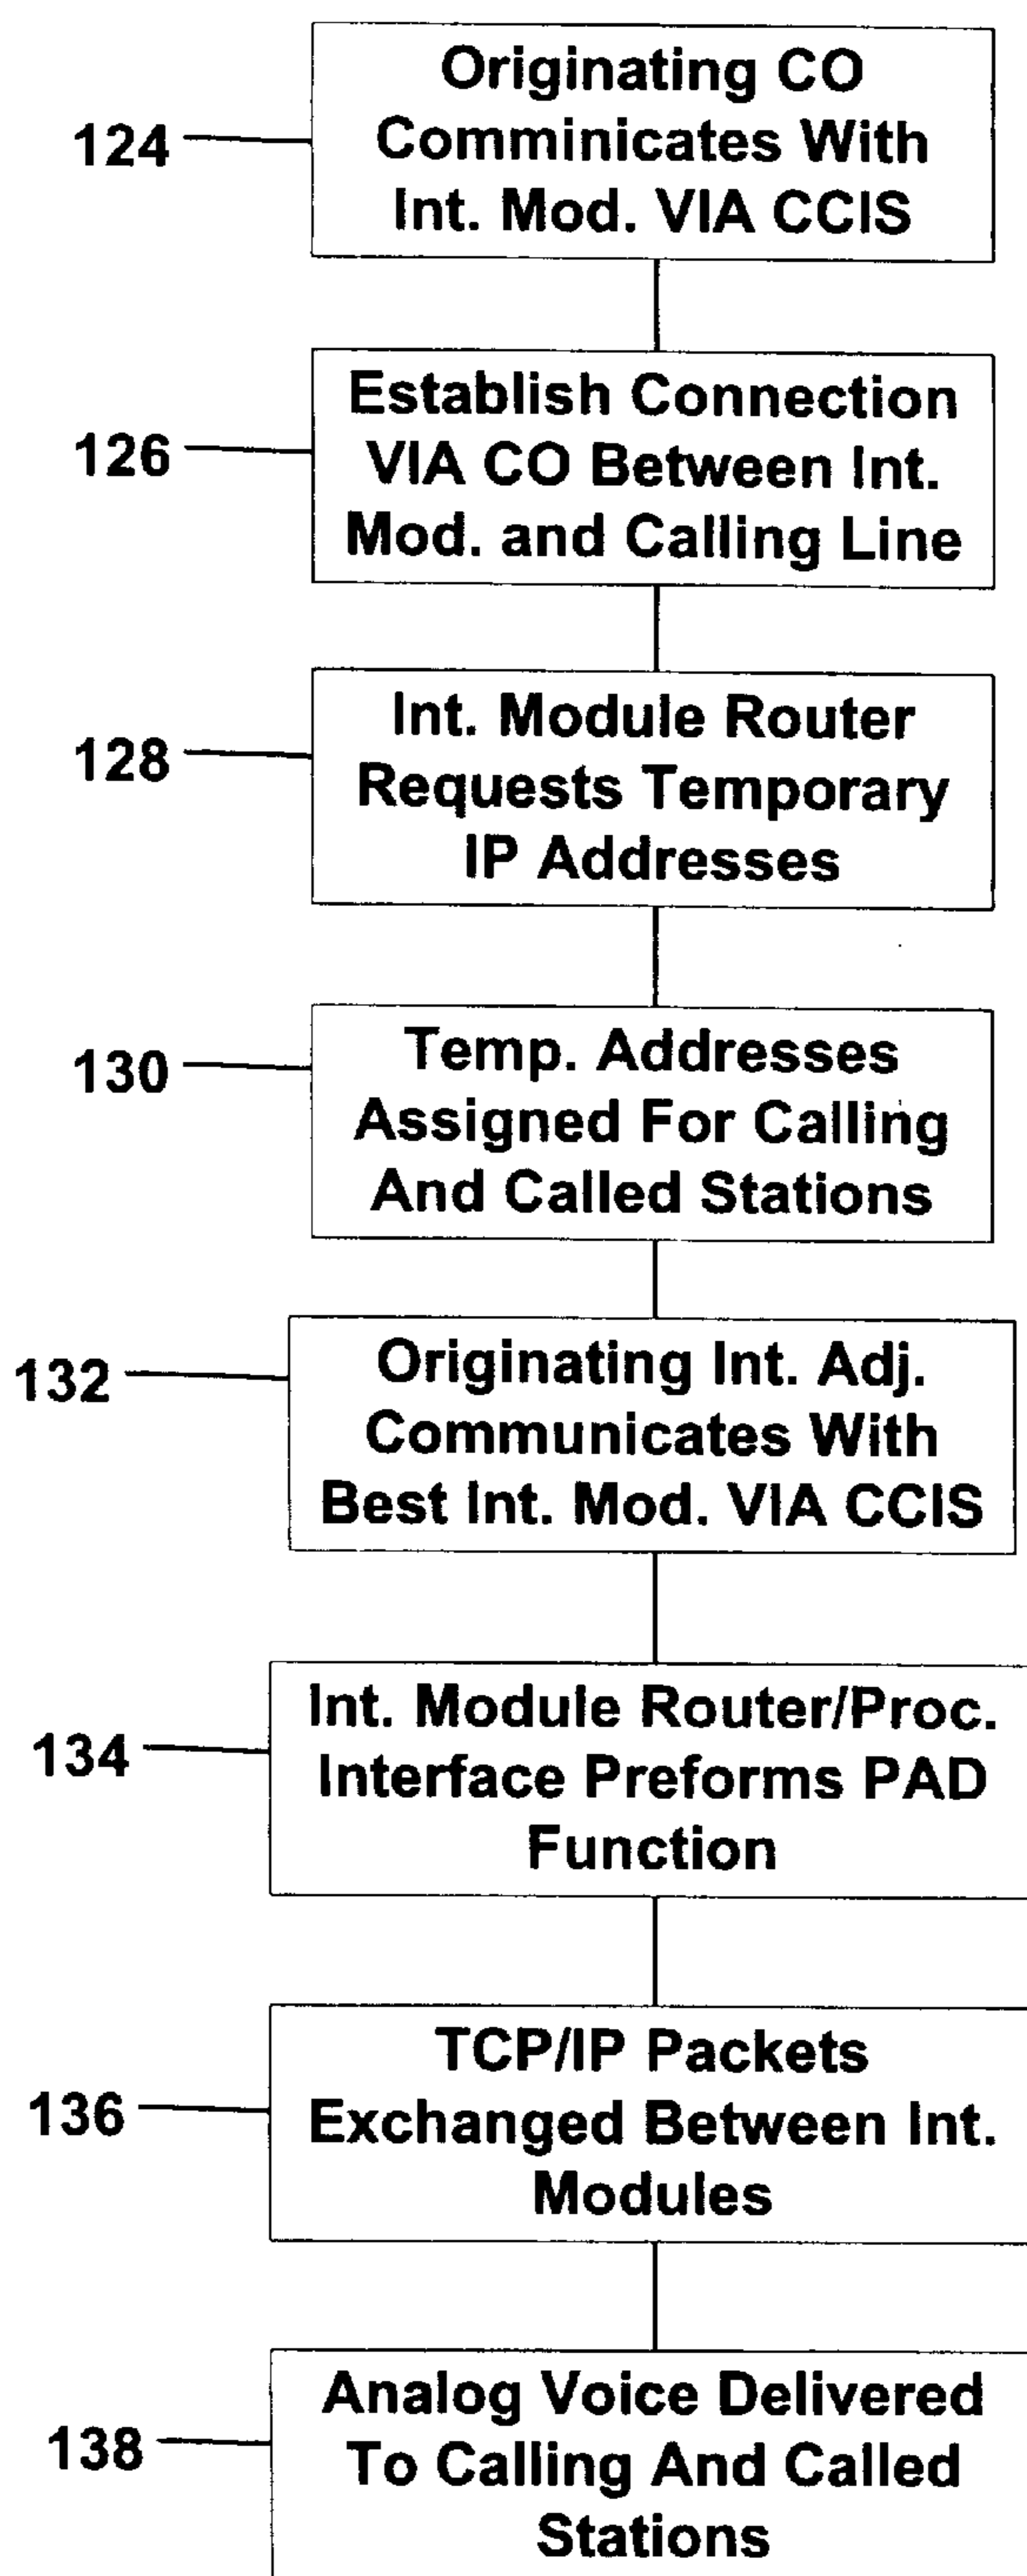 Originating CO
124
Comminicates With
Int. Mod. VIA CCIS
Establish Connection
126
VIA CO Between Int.
Mod. and Calling Line
Int. Module Router
128
Requests Temporary
IP Addresses
Temp. Addresses
130
Assigned For Calling
And Called Stations
Originating Int. Adj.
132
Communicates With
Best Int. Mod. VIA CCIS
Int. Module Router/Proc.
134
Interface Preforms PAD
Function
TCP/IP Packets
136
Exchanged Between Int.
Modules
Analog Voice Delivered
138
To Calling And Called
Stations